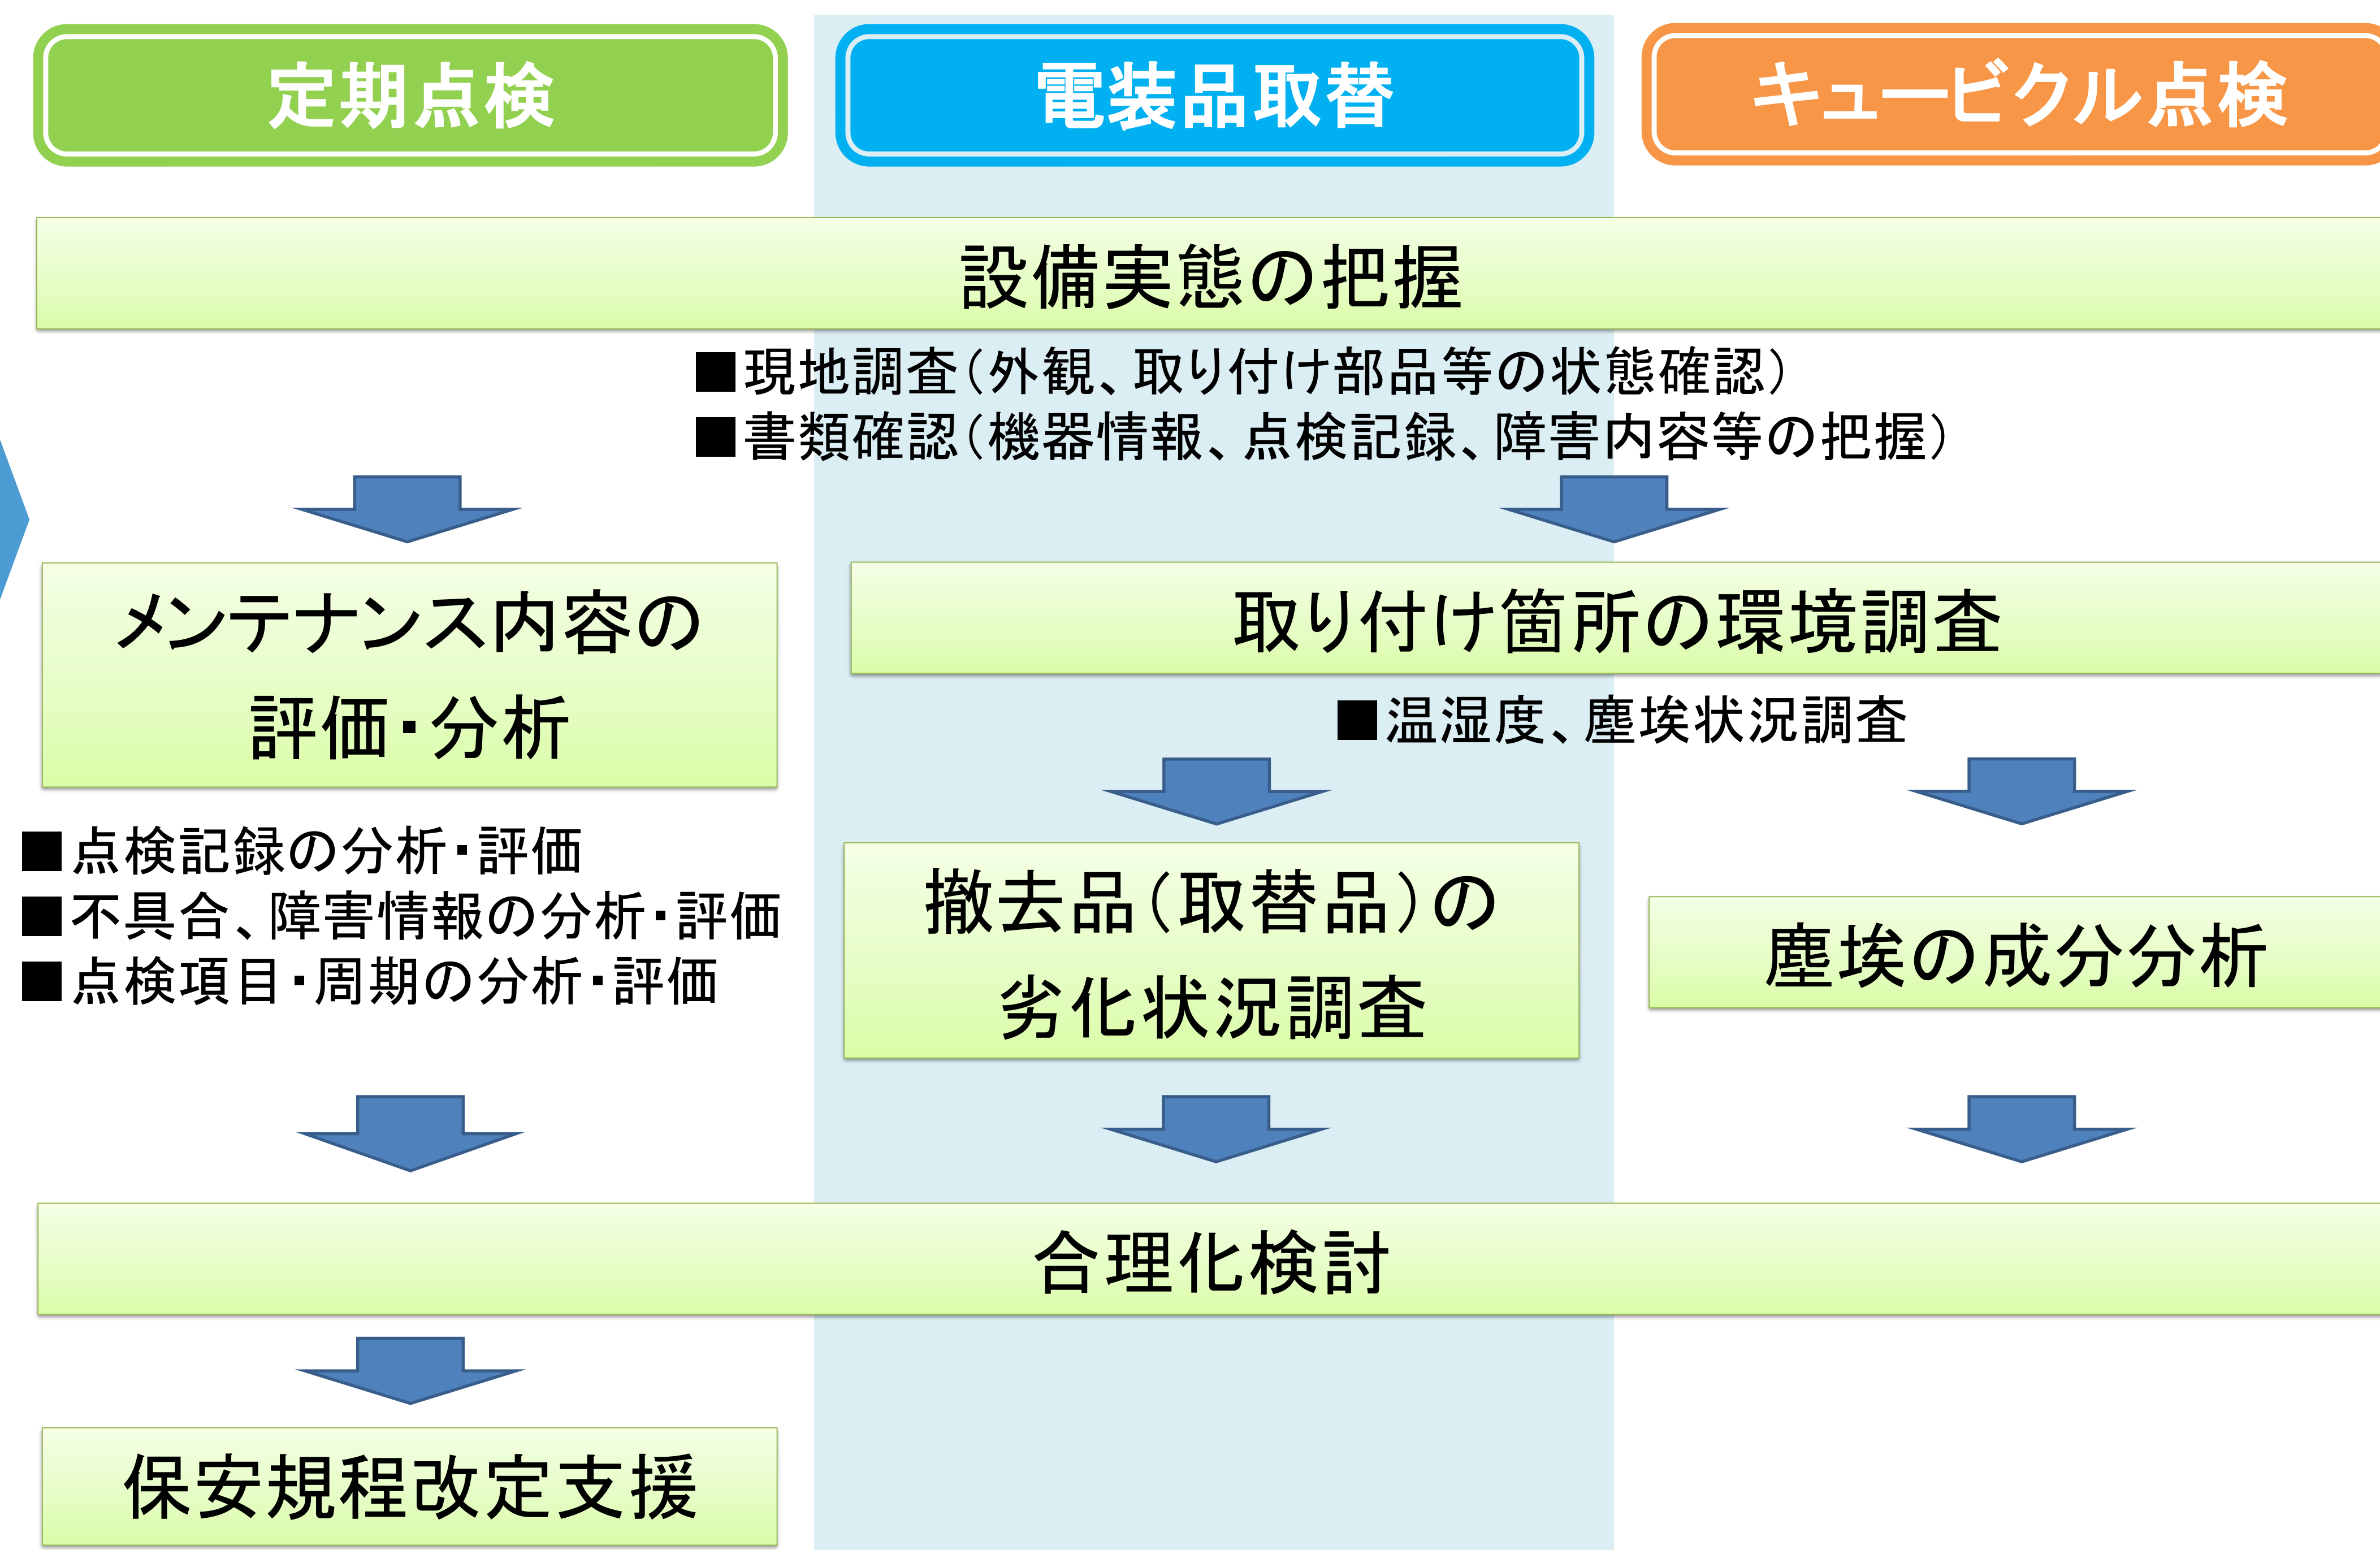 定期点検
電装品取替
キュービクル点検
設備実態の把握
■現地調査（外観、取り付け部品等の状態確認）
■書類確認（機器情報、点検記録、障害内容等の把握）
メンテナンス内容の
評価・分析
取り付け箇所の環境調査
■温湿度、塵埃状況調査
■点検記録の分析・評価
■不具合、障害情報の分析・評価
■点検項目・周期の分析・評価
撤去品（取替品）の
劣化状況調査
塵埃の成分分析
合理化検討
保安規程改定支援